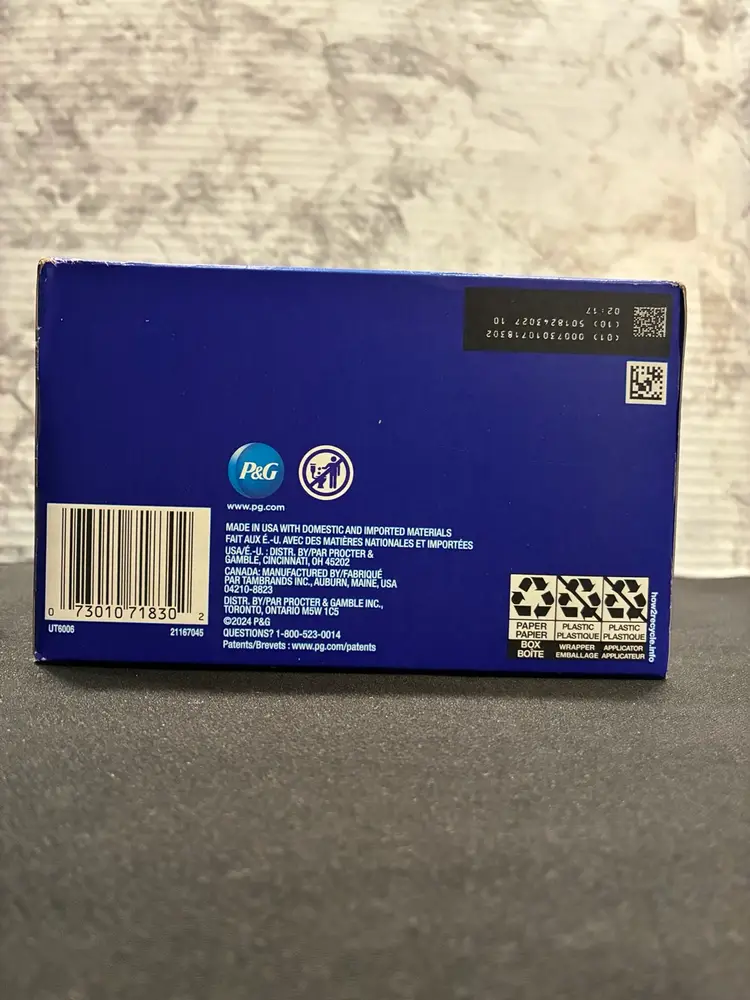 02:17
(10) 5018243027 10
(01) 00073010718302
P&G
www.pg.com
MADE IN USA WITH DOMESTIC AND IMPORTED MATERIALS
FAIT AUX É.-U. AVEC DES MATIÈRES NATIONALES ET IMPORTÉES
USA/É.-U. : DISTR. BY/PAR PROCTER &
GAMBLE, CINCINNATI, OH 45202
CANADA: MANUFACTURED BY/FABRIQUÉ
PAR TAMBRANDS INC., AUBURN, MAINE, USA
04210-8823
DISTR. BY/PAR PROCTER & GAMBLE INC.,
TORONTO, ONTARIO M5W 1C5
©2024 P&G
QUESTIONS? 1-800-523-0014
Patents/Brevets : www.pg.com/patents
0 73010 71830 2
UT6006 21167045
PAPER PLASTIC PLASTIC
PAPIER PLASTIQUE PLASTIQUE
BOX WRAPPER APPLICATOR
BOÎTE EMBALLAGE APPLICATEUR
how2recycle.info